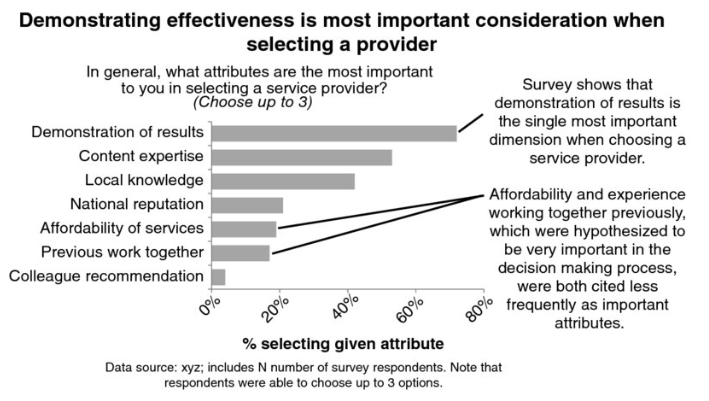 Demonstrating effectiveness is most important consideration when
selecting a provider
In general, what attributes are the most important
to you in selecting a service provider?
(Choose up to 3)
Demonstration of results
Content expertise
Local knowledge
National reputation
Affordability of services
Previous work together
Colleague recommendation
0%
20%
40%
60%
80%
% selecting given attribute
Survey shows that
demonstration of results is
the single most important
dimension when choosing a
service provider.
Affordability and experience
working together previously,
which were hypothesized to
be very important in the
decision making process,
were both cited less
frequently as important
attributes.
Data source: xyz; includes N number of survey respondents. Note that
respondents were able to choose up to 3 options.